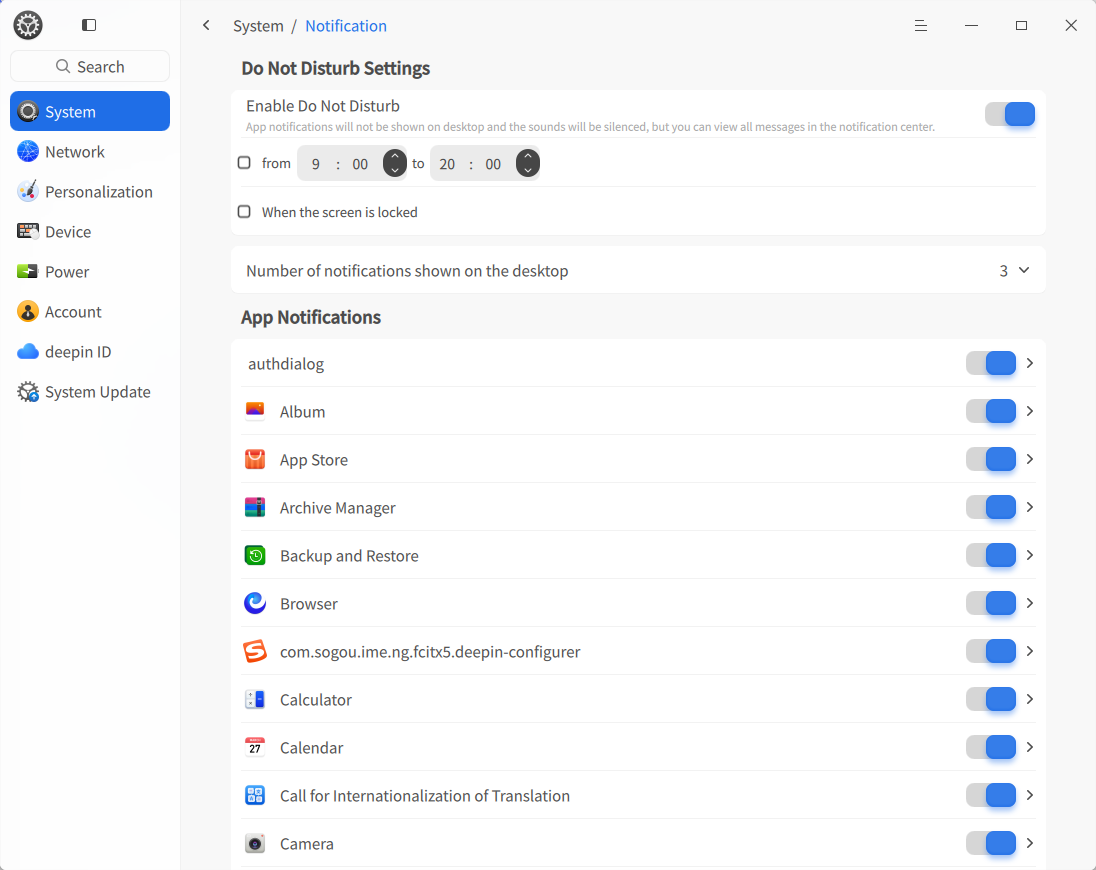 System / Notification
Search
System
Network
Personalization
Device
Power
Account
deepin ID
System Update
Do Not Disturb Settings
Enable Do Not Disturb
App notifications will not be shown on desktop and the sounds will be silenced, but you can view all messages in the notification center.
from 9 : 00 to 20 : 00
When the screen is locked
Number of notifications shown on the desktop 3
App Notifications
authdialog
Album
App Store
Archive Manager
Backup and Restore
Browser
com.sogou.ime.ng.fcitx5.deepin-configurer
Calculator
27 Calendar
Call for Internationalization of Translation
Camera